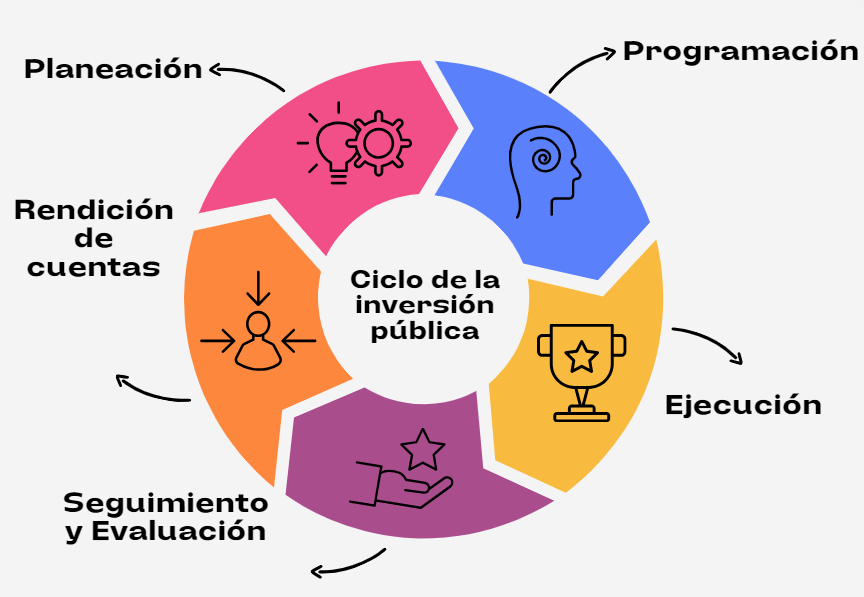 Planeación
Programación
Rendición
de
cuentas
Ciclo de la
inversión
pública
Ejecución
Seguimiento
y Evaluación